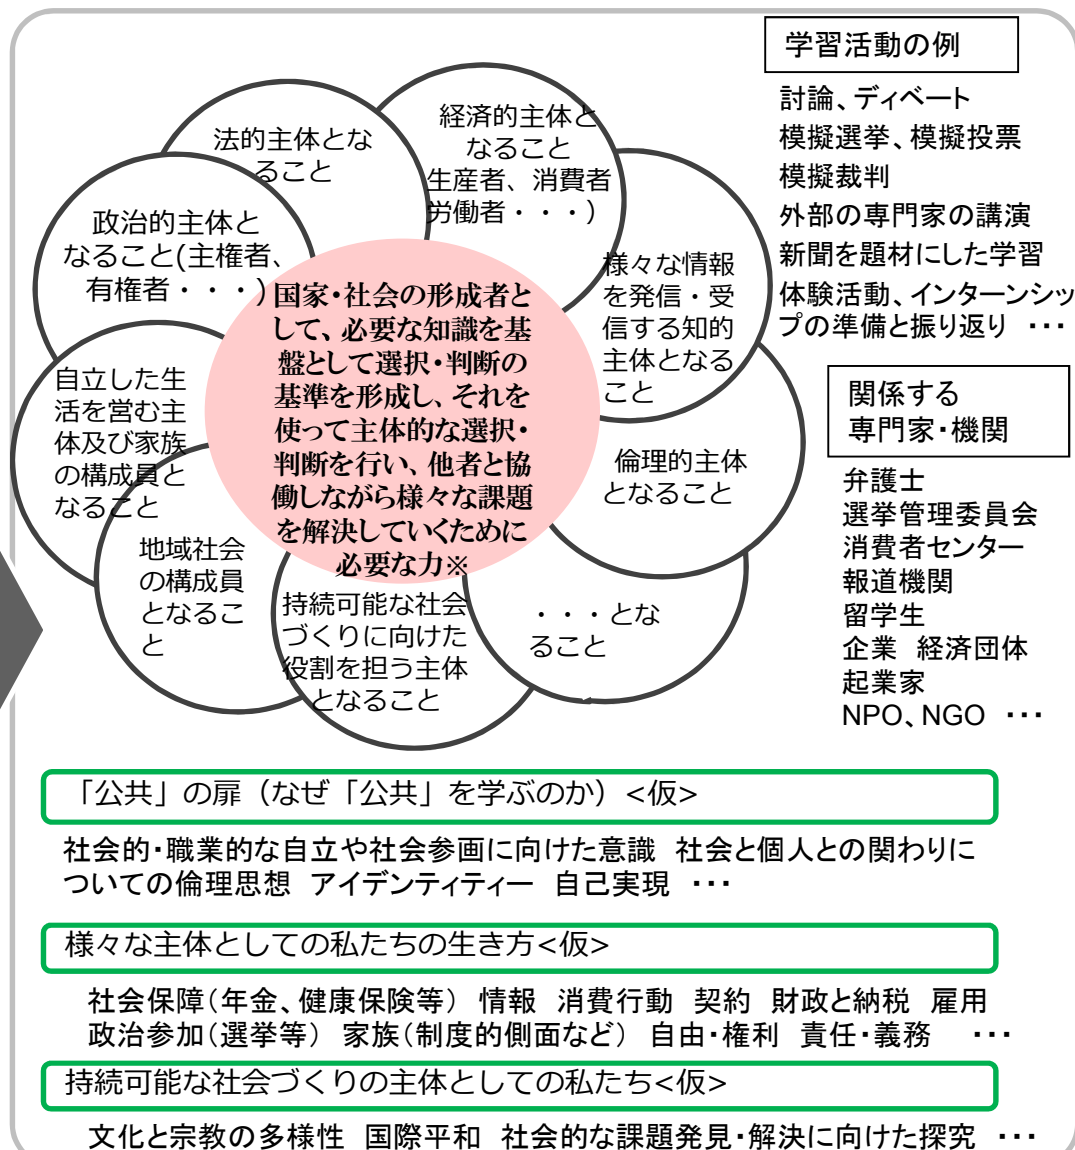 学習活動の例
討論、ディベート
模擬選挙、模擬投票
模擬裁判
外部の専門家の講演
新聞を題材にした学習
体験活動、インターンシッ
プの準備と振り返り ・・・
関係する
専門家・機関
弁護士
選挙管理委員会
消費者センター
報道機関
留学生
企業 経済団体
起業家
NPO、NGO ・・・
経済的主体と
なること
生産者、消費者
労働者・・・）
法的主体とな
ること
政治的主体と
なること(主権者、
有権者・・・)
様々な情報
を発信・受
信する知的
主体となる
こと
国家・社会の形成者と
して、必要な知識を基
盤として選択・判断の
基準を形成し、それを
使って主体的な選択・
判断を行い、他者と協
働しながら様々な課題
を解決していくために
必要な力※
自立した生
活を営む主
体及び家族
の構成員と
なること
倫理的主体
となること
地域社会
の構成員
となるこ
と
持続可能な社会
づくりに向けた
役割を担う主体
となること
・・・とな
ること
「公共」の扉（なぜ「公共」を学ぶのか）<仮>
社会的・職業的な自立や社会参画に向けた意識 社会と個人との関わりに
ついての倫理思想 アイデンティティー 自己実現 ・・・
様々な主体としての私たちの生き方<仮>
社会保障（年金、健康保険等） 情報 消費行動 契約 財政と納税 雇用
政治参加（選挙等） 家族（制度的側面など） 自由・権利 責任・義務 ・・・
持続可能な社会づくりの主体としての私たち<仮>
文化と宗教の多様性 国際平和 社会的な課題発見・解決に向けた探究 ・・・